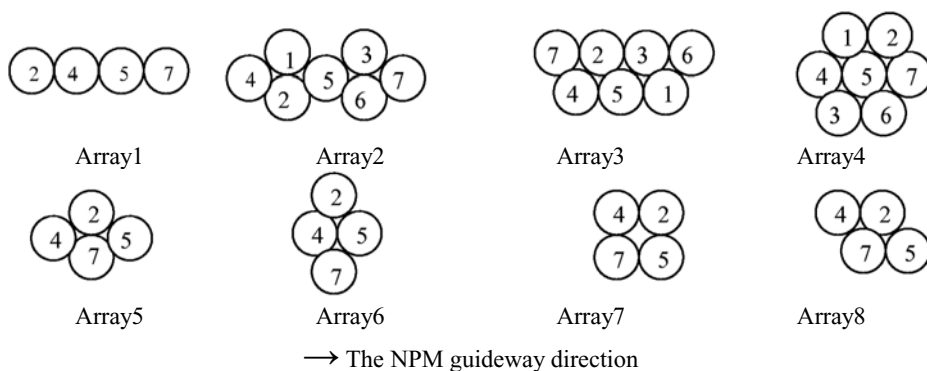 2 4 5 7
1 3
4 5 7
2 6
7 2 3 6
4 5 1
1 2
4 5 7
3 6
Array1 Array2 Array3 Array4
2
4 5
7
2
4 5
7
4 2
7 5
4 2
7 5
Array5 Array6 Array7 Array8
→ The NPM guideway direction